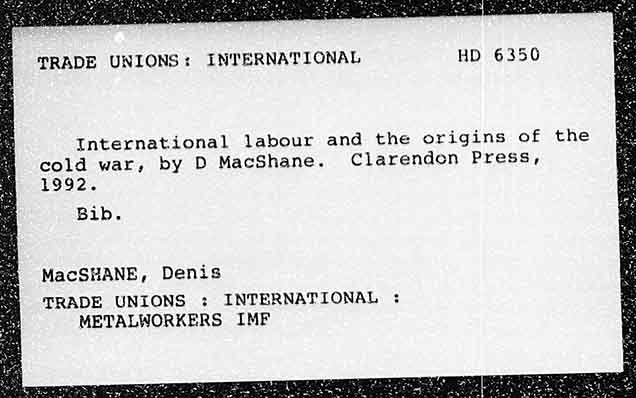 TRADE UNIONS: INTERNATIONAL HD 6350
International labour and the origins of the
cold war, by D MacShane. Clarendon Press,
1992.
Bib.
MacSHANE, Denis
TRADE UNIONS : INTERNATIONAL :
METALWORKERS IMF